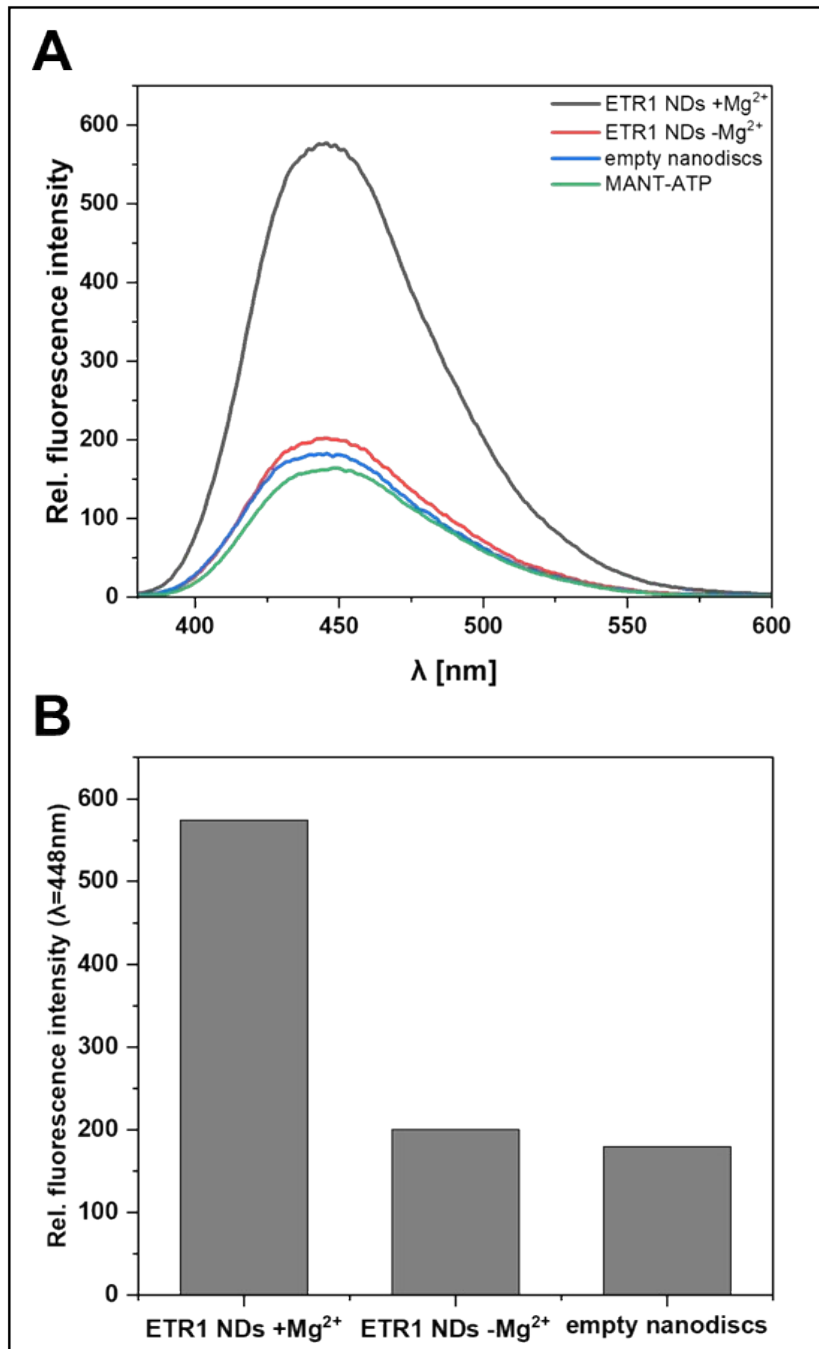 A
ETR1 NDs +Mg²⁺
ETR1 NDs -Mg²⁺
empty nanodiscs
MANT-ATP
Rel. fluorescence intensity
600
500
400
300
200
100
0
400 450 500 550 600
λ [nm]
B
Rel. fluorescence intensity (λ=448nm)
600
500
400
300
200
100
0
ETR1 NDs +Mg²⁺ ETR1 NDs -Mg²⁺ empty nanodiscs